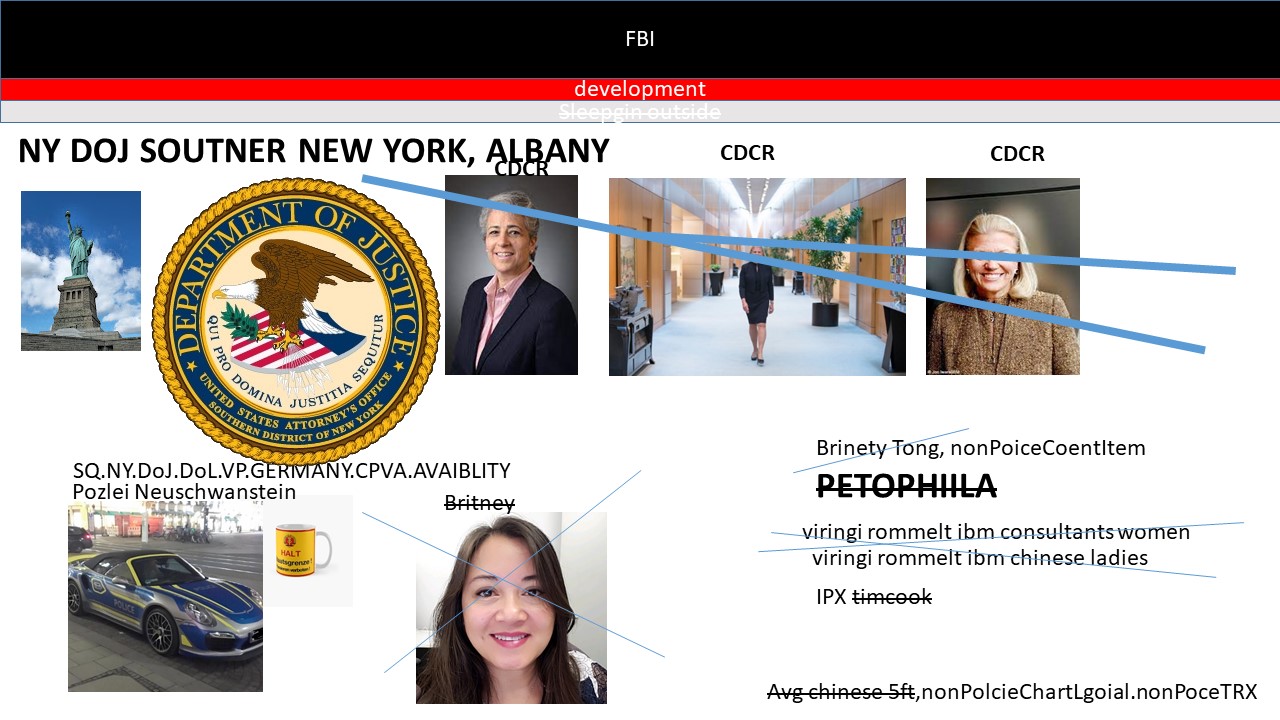 FBI
development
Sleepgin outside
NY DOJ SOUTNER NEW YORK, ALBANY
CDCR
CDCR
CDCR
DEPARTMENT OF JUSTICE
QUI PRO DOMINA JUSTITIA SEQUITUR
UNITED STATES ATTORNEY'S OFFICE
SOUTHERN DISTRICT OF NEW YORK
SQ.NY.DoJ.DoL.VP.GERMANY.CPVA.AVAIBLITY
Pozlei Neuschwanstein
POLICE
HALT
Britney
Brinety Tong, nonPoiceCoentItem
PETOPHIILA
viringi rommelt ibm consultants women
viringi rommelt ibm chinese ladies
IPX timcook
Avg chinese 5ft,nonPolcieChartLgoial.nonPoceTRX